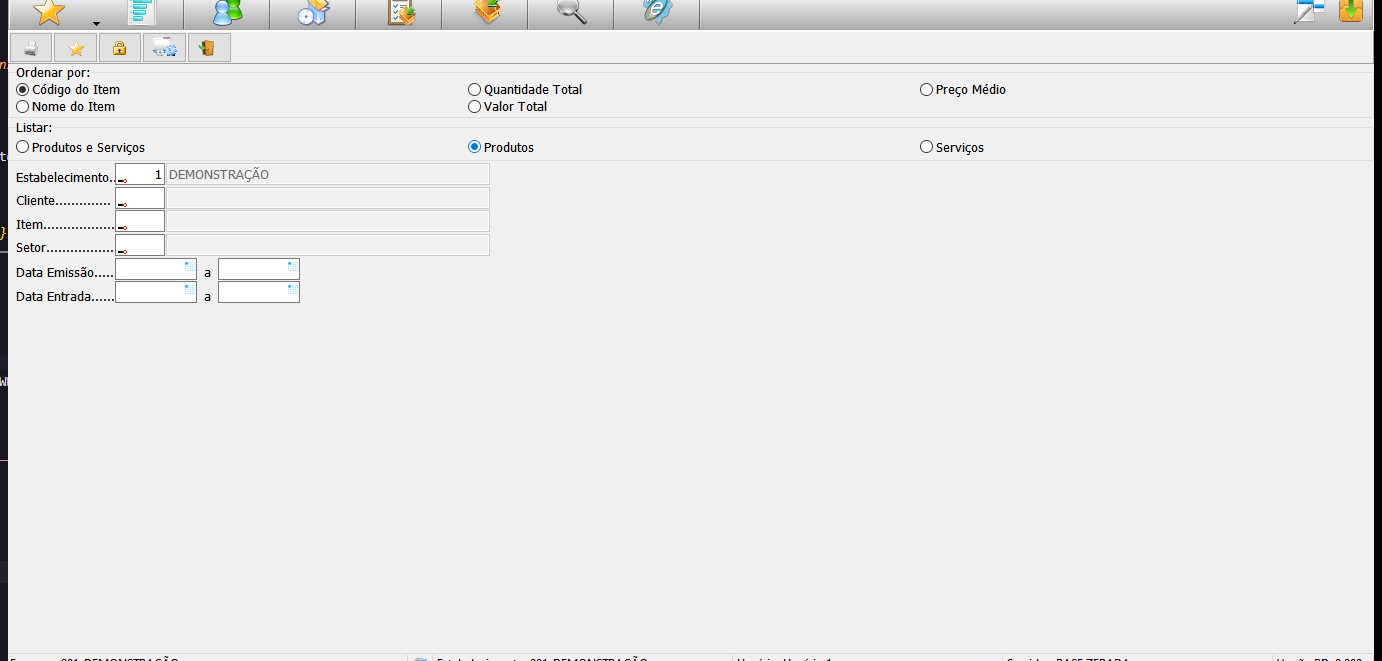 Ordenar por:
Código do Item Quantidade Total Preço Médio
Nome do Item Valor Total
Listar:
Produtos e Serviços Produtos Serviços
Estabelecimento.. 1 DEMONSTRAÇÃO
Cliente..............
Item..................
Setor.................
Data Emissão..... a
Data Entrada...... a